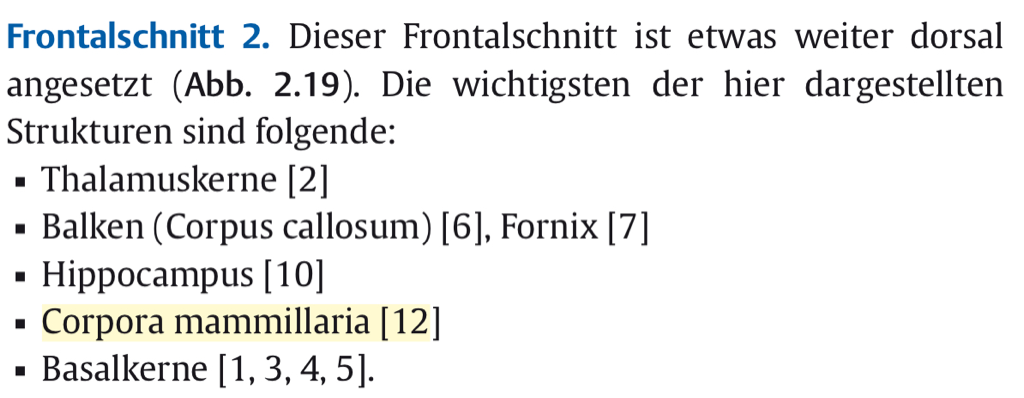 Frontalschnitt 2. Dieser Frontalschnitt ist etwas weiter dorsal
angesetzt (Abb. 2.19). Die wichtigsten der hier dargestellten
Strukturen sind folgende:
▪ Thalamuskerne [2]
▪ Balken (Corpus callosum) [6], Fornix [7]
▪ Hippocampus [10]
▪ Corpora mammillaria [12]
▪ Basalkerne [1, 3, 4, 5].